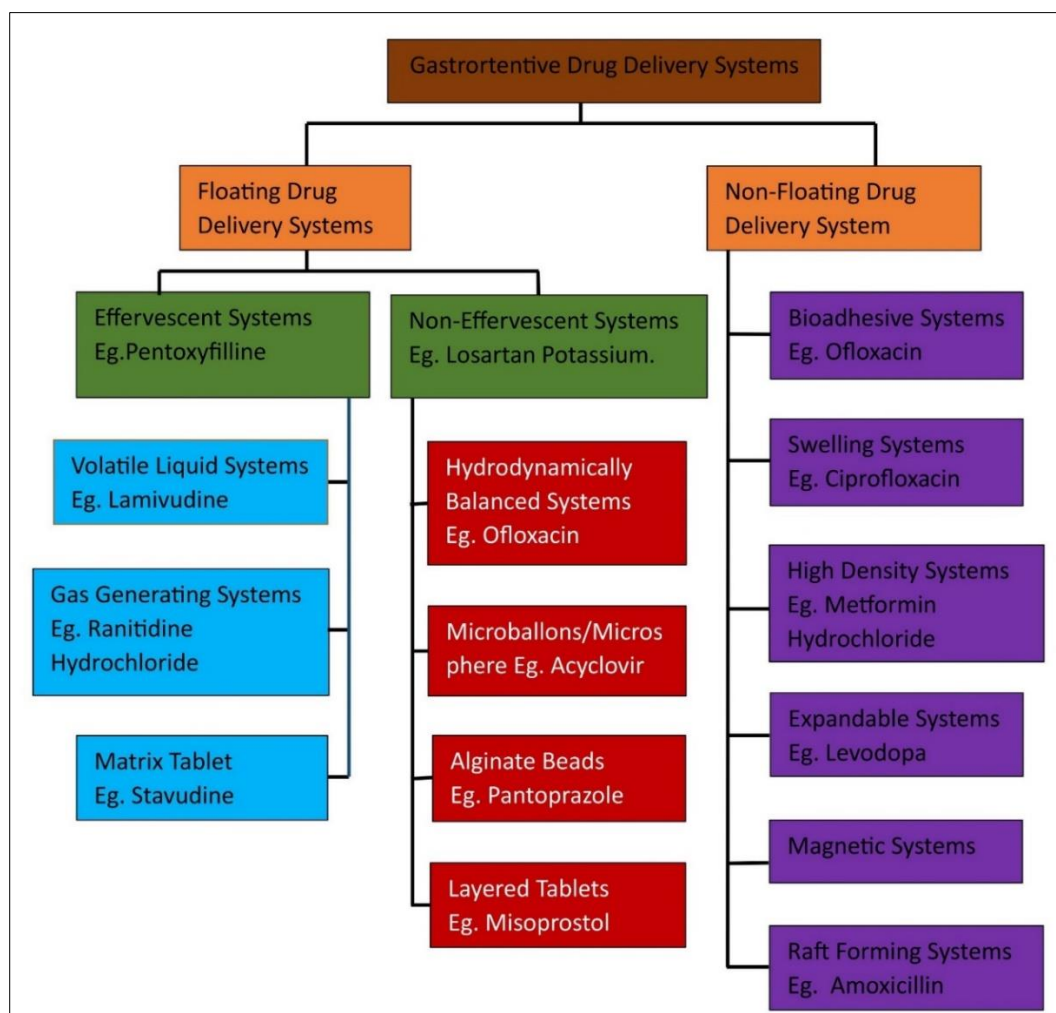 Gastrortentive Drug Delivery Systems
Floating Drug
Delivery Systems
Non-Floating Drug
Delivery System
Effervescent Systems
Eg.Pentoxyfilline
Non-Effervescent Systems
Eg. Losartan Potassium.
Volatile Liquid Systems
Eg. Lamivudine
Gas Generating Systems
Eg. Ranitidine
Hydrochloride
Matrix Tablet
Eg. Stavudine
Hydrodynamically
Balanced Systems
Eg. Ofloxacin
Microballons/Micros
phere Eg. Acyclovir
Alginate Beads
Eg. Pantoprazole
Layered Tablets
Eg. Misoprostol
Bioadhesive Systems
Eg. Ofloxacin
Swelling Systems
Eg. Ciprofloxacin
High Density Systems
Eg. Metformin
Hydrochloride
Expandable Systems
Eg. Levodopa
Magnetic Systems
Raft Forming Systems
Eg. Amoxicillin